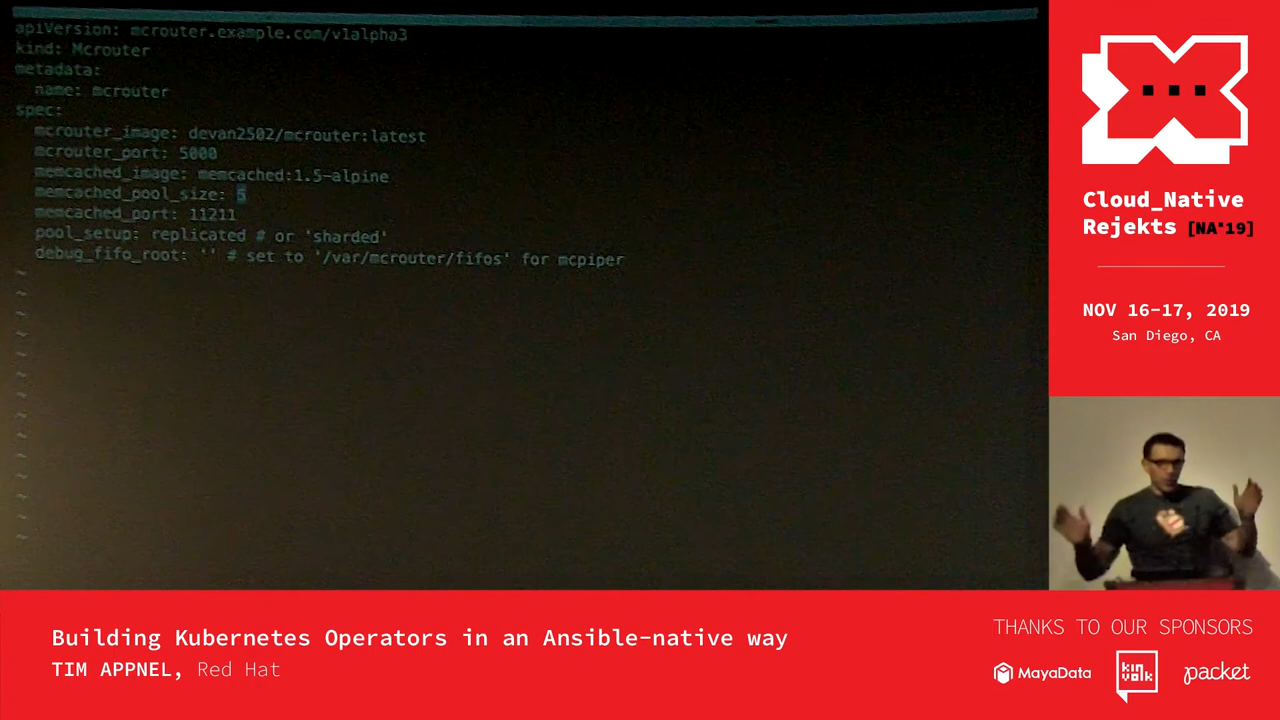 apiVersion: mcrouter.example.com/v1alpha3
kind: Mcrouter
metadata:
name: mcrouter
spec:
mcrouter_image: devan2502/mcrouter:latest
mcrouter_port: 5000
memcached_image: memcached:1.5-alpine
memcached_pool_size: 5
memcached_port: 11211
pool_setup: replicated # or 'sharded'
debug_fifo_root: '' # set to '/var/mcrouter/fifos' for mcpiper
~
~
~
~
~
~
~
~
~
~
~
~
~
~
Cloud_Native
Rejekts [NA'19]
NOV 16-17, 2019
San Diego, CA
Building Kubernetes Operators in an Ansible-native way
TIM APPNEL, Red Hat
THANKS TO OUR SPONSORS
MayaData
kinvolk
packet